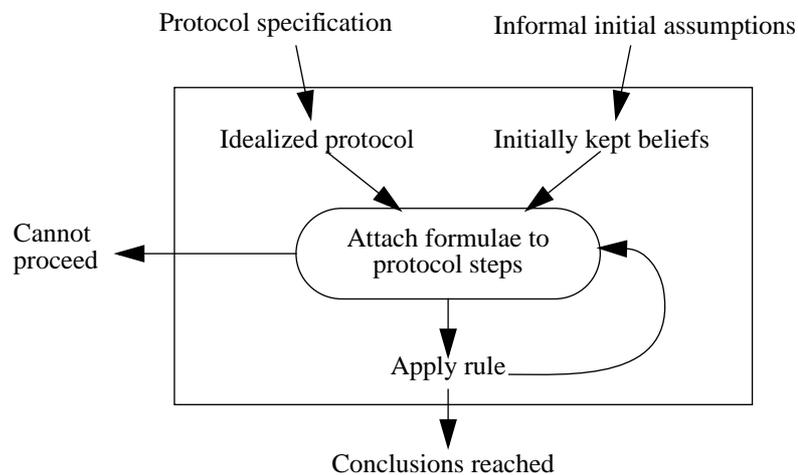 Protocol specification
Informal initial assumptions
Idealized protocol
Initially kept beliefs
Cannot
proceed
Attach formulae to
protocol steps
Apply rule
Conclusions reached